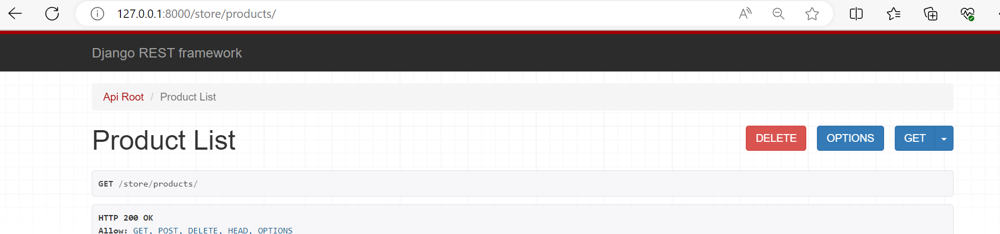 127.0.0.1:8000/store/products/
Django REST framework
Api Root / Product List
Product List
DELETE OPTIONS GET
GET /store/products/
HTTP 200 OK
Allow: GET, POST, DELETE, HEAD, OPTIONS